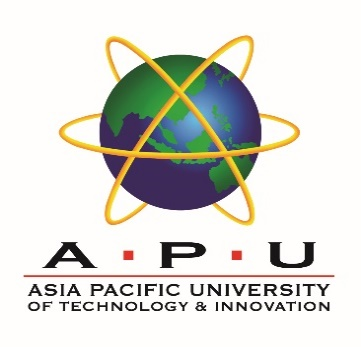 A·P·U
ASIA PACIFIC UNIVERSITY
OF TECHNOLOGY & INNOVATION